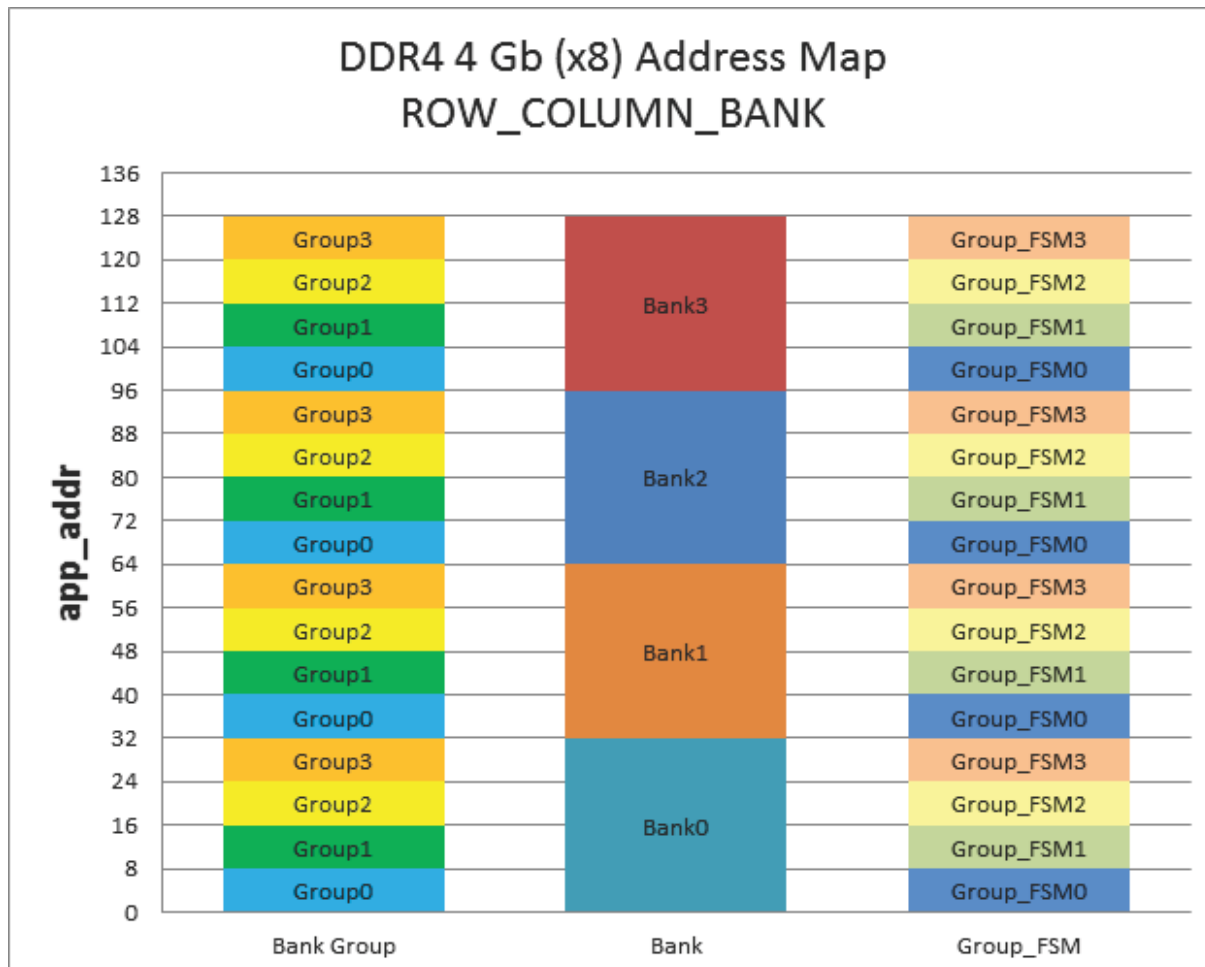 DDR4 4 Gb (x8) Address Map
ROW_COLUMN_BANK
app_addr
136
128
120
112
104
96
88
80
72
64
56
48
40
32
24
16
8
0
Group3
Group2
Group1
Group0
Group3
Group2
Group1
Group0
Group3
Group2
Group1
Group0
Group3
Group2
Group1
Group0
Bank3
Bank2
Bank1
Bank0
Group_FSM3
Group_FSM2
Group_FSM1
Group_FSM0
Group_FSM3
Group_FSM2
Group_FSM1
Group_FSM0
Group_FSM3
Group_FSM2
Group_FSM1
Group_FSM0
Group_FSM3
Group_FSM2
Group_FSM1
Group_FSM0
Bank Group
Bank
Group_FSM